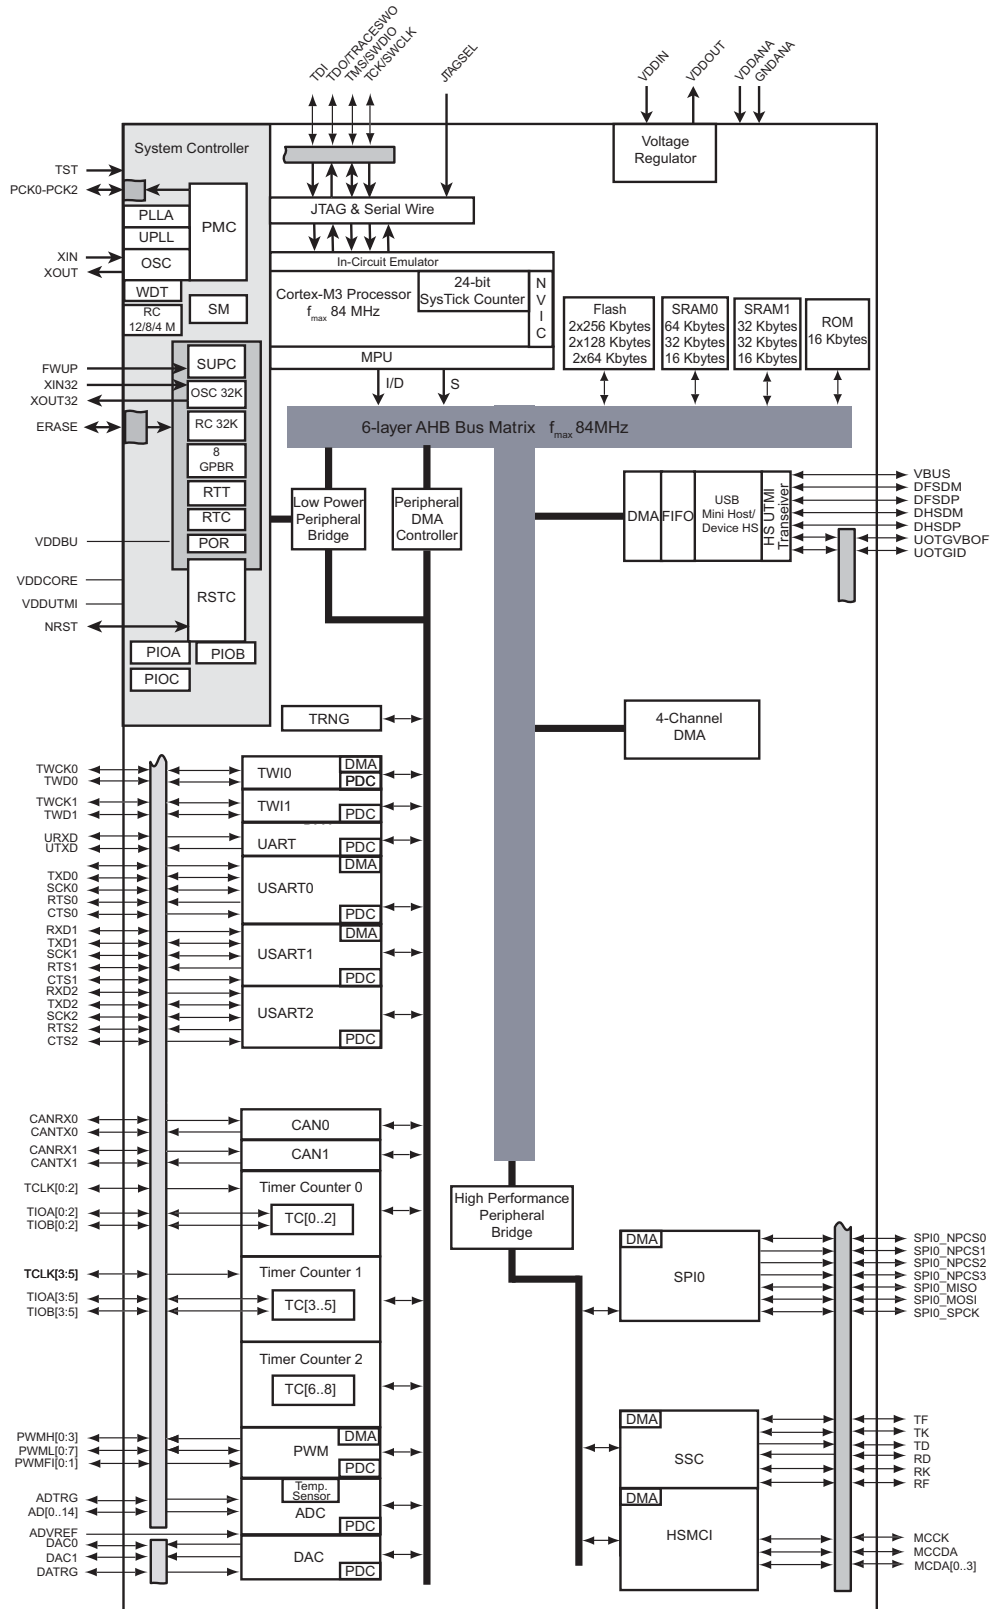 TDI
TDO/TRACESWO
TMS/SWDIO
TCK/SWCLK
JTAGSEL
VDDIN
VDDOUT
VDDANA
GNDANA
System Controller
Voltage
Regulator
TST
PCK0-PCK2
PLLA
UPLL
OSC
PMC
JTAG & Serial Wire
XIN
XOUT
WDT
RC
12/8/4 M
SM
In-Circuit Emulator
Cortex-M3 Processor
fmax 84 MHz
24-bit
SysTick Counter
N
V
I
C
MPU
Flash
2x256 Kbytes
2x128 Kbytes
2x64 Kbytes
SRAM0
64 Kbytes
32 Kbytes
16 Kbytes
SRAM1
32 Kbytes
32 Kbytes
16 Kbytes
ROM
16 Kbytes
FWUP
XIN32
XOUT32
ERASE
SUPC
OSC 32K
RC 32K
8
GPBR
RTT
RTC
POR
RSTC
I/D
S
6-layer AHB Bus Matrix fmax 84MHz
VDDBU
VDDCORE
VDDUTMI
NRST
PIOA
PIOB
PIOC
Low Power
Peripheral
Bridge
Peripheral
DMA
Controller
DMA
FIFO
USB
Mini Host/
Device HS
HS UTMI
Transeiver
VBUS
DFSDM
DFSDP
DHSDM
DHSDP
UOTGVBOF
UOTGID
TRNG
4-Channel
DMA
TWCK0
TWD0
TWI0
DMA
PDC
TWCK1
TWD1
TWI1
PDC
URXD
UTXD
UART
PDC
TXD0
SCK0
RTS0
CTS0
USART0
DMA
PDC
RXD1
TXD1
SCK1
RTS1
CTS1
USART1
DMA
PDC
RXD2
TXD2
SCK2
RTS2
CTS2
USART2
PDC
CANRX0
CANTX0
CAN0
CANRX1
CANTX1
CAN1
TCLK[0:2]
TIOA[0:2]
TIOB[0:2]
Timer Counter 0
TC[0..2]
TCLK[3:5]
TIOA[3:5]
TIOB[3:5]
Timer Counter 1
TC[3..5]
Timer Counter 2
TC[6..8]
High Performance
Peripheral
Bridge
DMA
SPI0
SPI0_NPCS0
SPI0_NPCS1
SPI0_NPCS2
SPI0_NPCS3
SPI0_MISO
SPI0_MOSI
SPI0_SPCK
PWMH[0:3]
PWML[0:7]
PWMFI[0:1]
PWM
DMA
PDC
DMA
SSC
TF
TK
TD
RD
RK
RF
ADTRG
AD[0..14]
ADVREF
Temp.
Sensor
ADC
PDC
DAC0
DAC1
DATRG
DAC
PDC
DMA
HSMCI
MCCK
MCCDA
MCDA[0..3]